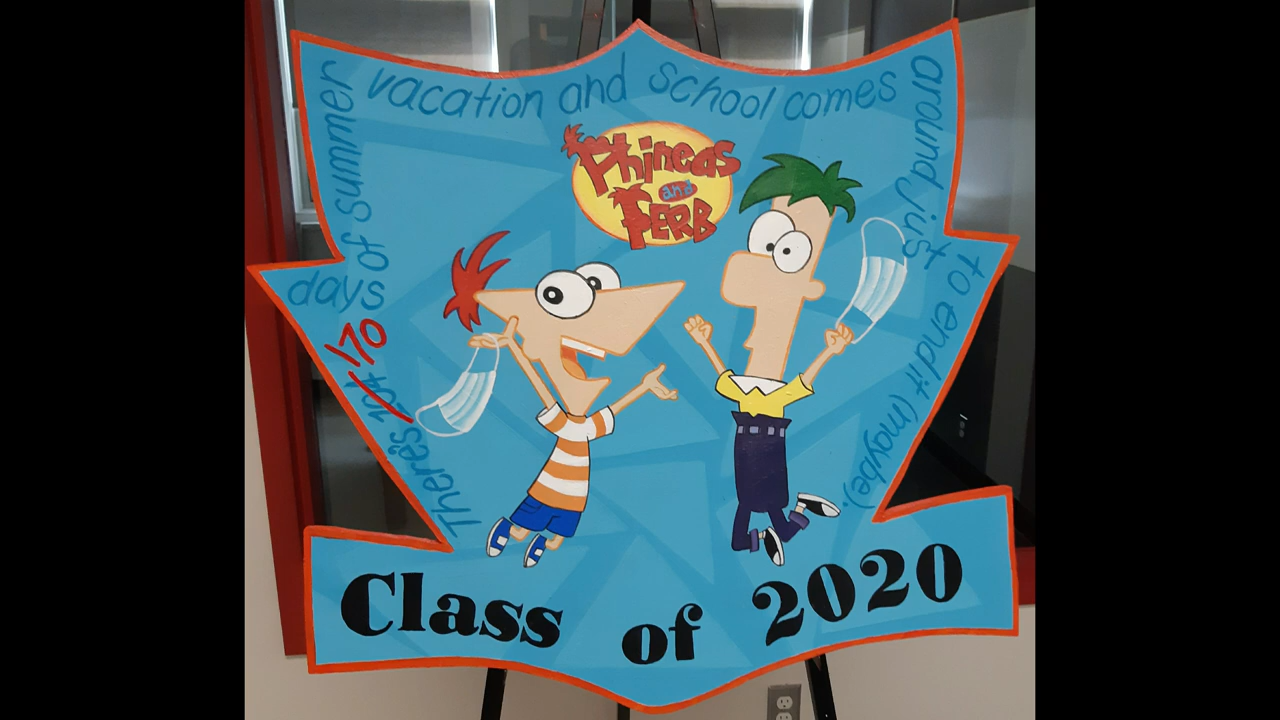 There's 104 170
days of summer
vacation and school comes
around just
to end it (maybe).
Phineas
and
FERB
Class of 2020